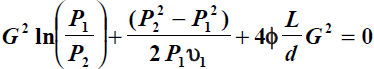 G² ln(P₁/P₂) + (P₂² − P₁²)/(2 P₁υ₁) + 4ϕ (L/d) G² = 0